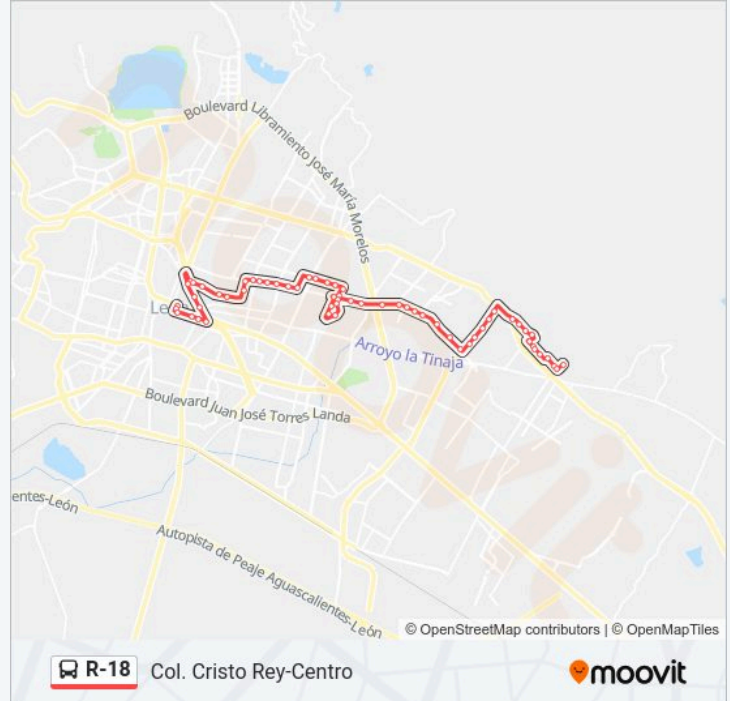 Boulevard Libramiento José María Morelos
Le
Arroyo la Tinaja
Boulevard Juan José Torres Landa
entes-León
Autopista de Peaje Aguascalientes-León
© OpenStreetMap contributors | © OpenMapTiles
R-18 Col. Cristo Rey-Centro
moovit